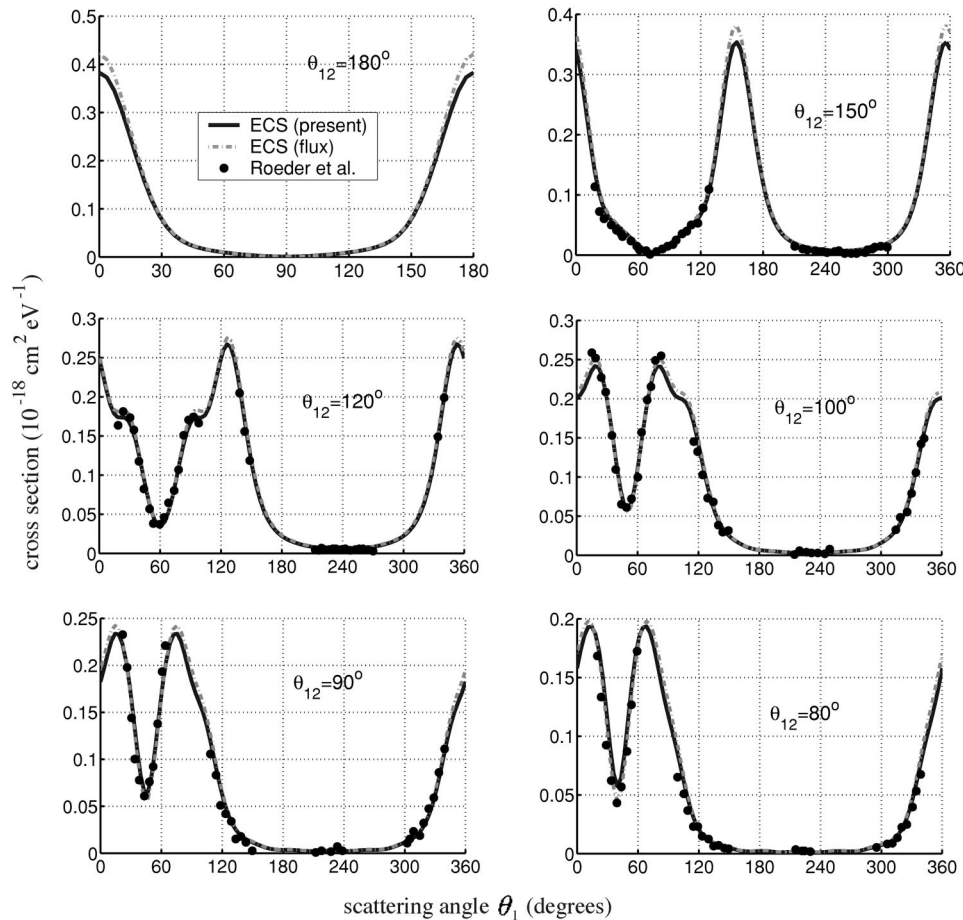 0.5
0.4
0.3
0.2
0.1
0
θ₁₂=180°
ECS (present)
ECS (flux)
Roeder et al.
0 30 60 90 120 150 180
0.4
0.3
0.2
0.1
0
θ₁₂=150°
0 60 120 180 240 300 360
cross section (10⁻¹⁸ cm² eV⁻¹)
0.25
0.2
0.15
0.1
0.05
0
θ₁₂=120°
0 60 120 180 240 300 360
0.3
0.25
0.2
0.15
0.1
0.05
0
θ₁₂=100°
0 60 120 180 240 300 360
0.25
0.2
0.15
0.1
0.05
0
θ₁₂=90°
0 60 120 180 240 300 360
0.2
0.15
0.1
0.05
0
θ₁₂=80°
0 60 120 180 240 300 360
scattering angle θ₁ (degrees)